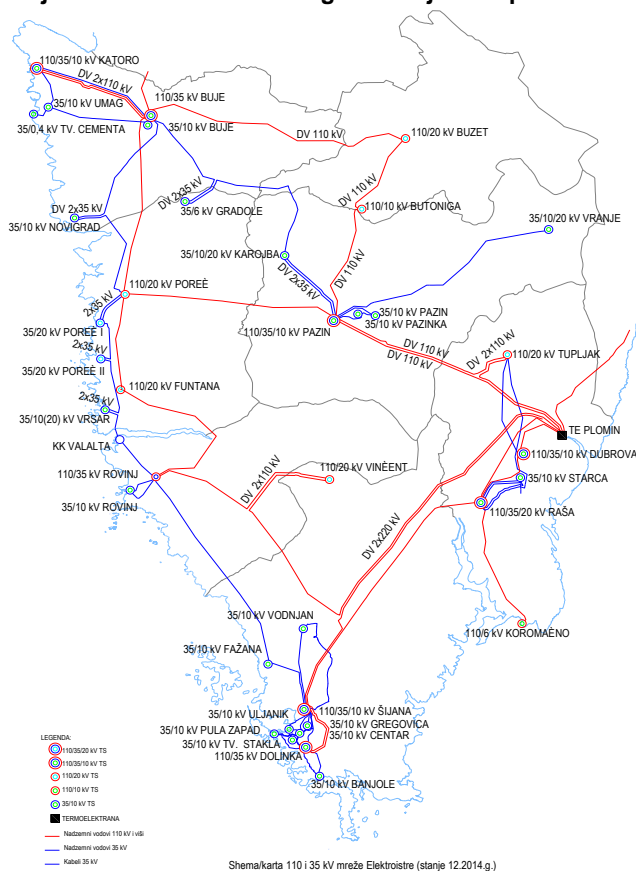 110/35/10 kV KATORO
DV 2x110 kV
35/10 kV UMAG
110/35 kV BUJE
35/0,4 kV TV. CEMENTA
35/10 kV BUJE
DV 110 kV
110/20 kV BUZET
DV 2x35 kV
DV 110 kV
35/6 kV GRADOLE
110/10 kV BUTONIGA
DV 2x35 kV
35/10 kV NOVIGRAD
35/10/20 kV VRANJE
35/10/20 kV KAROJBA
DV 2x35 kV
DV 110 kV
110/20 kV POREÈ
2x35 kV
35/10 kV PAZIN
35/10 kV PAZINKA
110/35/10 kV PAZIN
35/20 kV POREÈ I
2x35 kV
DV 110 kV
DV 110 kV
DV 2x110 kV
110/20 kV TUPLJAK
35/20 kV POREÈ II
110/20 kV FUNTANA
2x35 kV
35/10(20) kV VRSAR
KK VALALTA
TE PLOMIN
110/35/10 kV DUBROVA
110/35 kV ROVINJ
DV 2x110 kV
110/20 kV VINÈENT
35/10 kV STARCA
35/10 kV ROVINJ
110/35/20 kV RAŠA
DV 2x220 kV
35/10 kV VODNJAN
110/6 kV KOROMAÈNO
35/10 kV FAŽANA
35/10 kV ULJANIK
110/35/10 kV ŠIJANA
35/10 kV GREGOVICA
35/10 kV PULA ZAPAD
35/10 kV CENTAR
35/10 kV TV. STAKLA
110/35 kV DOLINKA
35/10 kV BANJOLE
LEGENDA:
110/35/20 kV TS
110/35/10 kV TS
110/20 kV TS
110/10 kV TS
35/10 kV TS
TERMOELEKTRANA
Nadzemni vodovi 110 kV i viši
Nadzemni vodovi 35 kV
Kabeli 35 kV
Shema/karta 110 i 35 kV mreže Elektroistre (stanje 12.2014.g.)